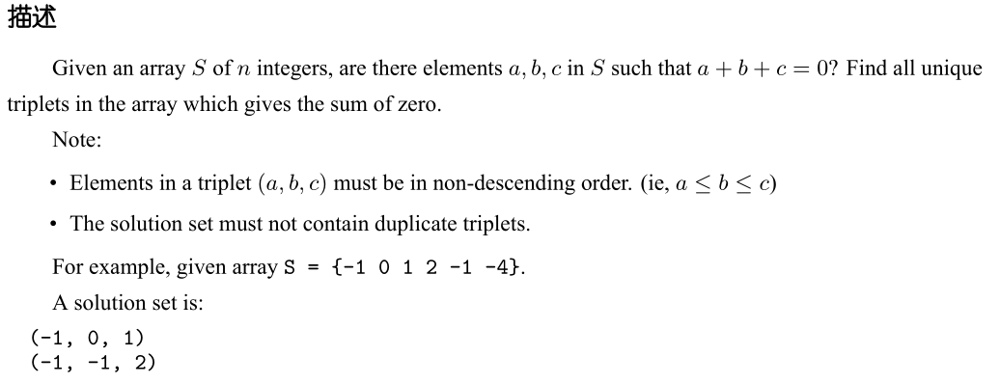 描述
Given an array S of n integers, are there elements a, b, c in S such that a + b + c = 0? Find all unique
triplets in the array which gives the sum of zero.
Note:
• Elements in a triplet (a, b, c) must be in non-descending order. (ie, a ≤ b ≤ c)
• The solution set must not contain duplicate triplets.
For example, given array S = {-1 0 1 2 -1 -4}.
A solution set is:
(-1, 0, 1)
(-1, -1, 2)